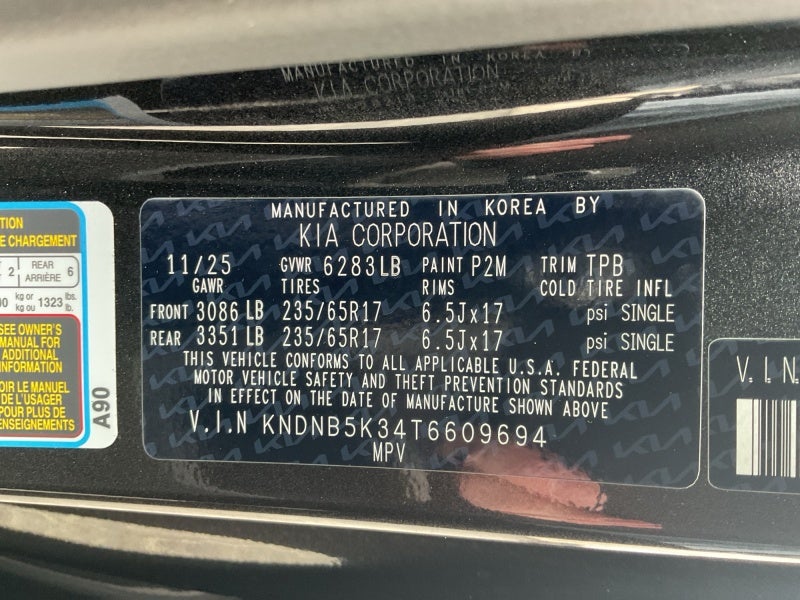 MANUFACTURED IN KOREA BY
KIA CORPORATION
MANUFACTURED IN KOREA BY
KIA CORPORATION
11/25 GVWR 6283LB PAINT P2M TRIM TPB
GAWR TIRES RIMS COLD TIRE INFL
FRONT 3086 LB 235/65R17 6.5Jx17 psi SINGLE
REAR 3351 LB 235/65R17 6.5Jx17 psi SINGLE
THIS VEHICLE CONFORMS TO ALL APPLICABLE U.S.A. FEDERAL
MOTOR VEHICLE SAFETY AND THEFT PREVENTION STANDARDS
IN EFFECT ON THE DATE OF MANUFACTURE SHOWN ABOVE
V.I.N KNDNB5K34T6609694
MPV
CHARGEMENT
2 REAR ARRIÈRE 6
kg or kg ou 1323 lbs. lb.
SEE OWNER'S
MANUAL FOR
ADDITIONAL
INFORMATION
LE MANUEL
DE L'USAGER
POUR PLUS DE
A90
V.I.N